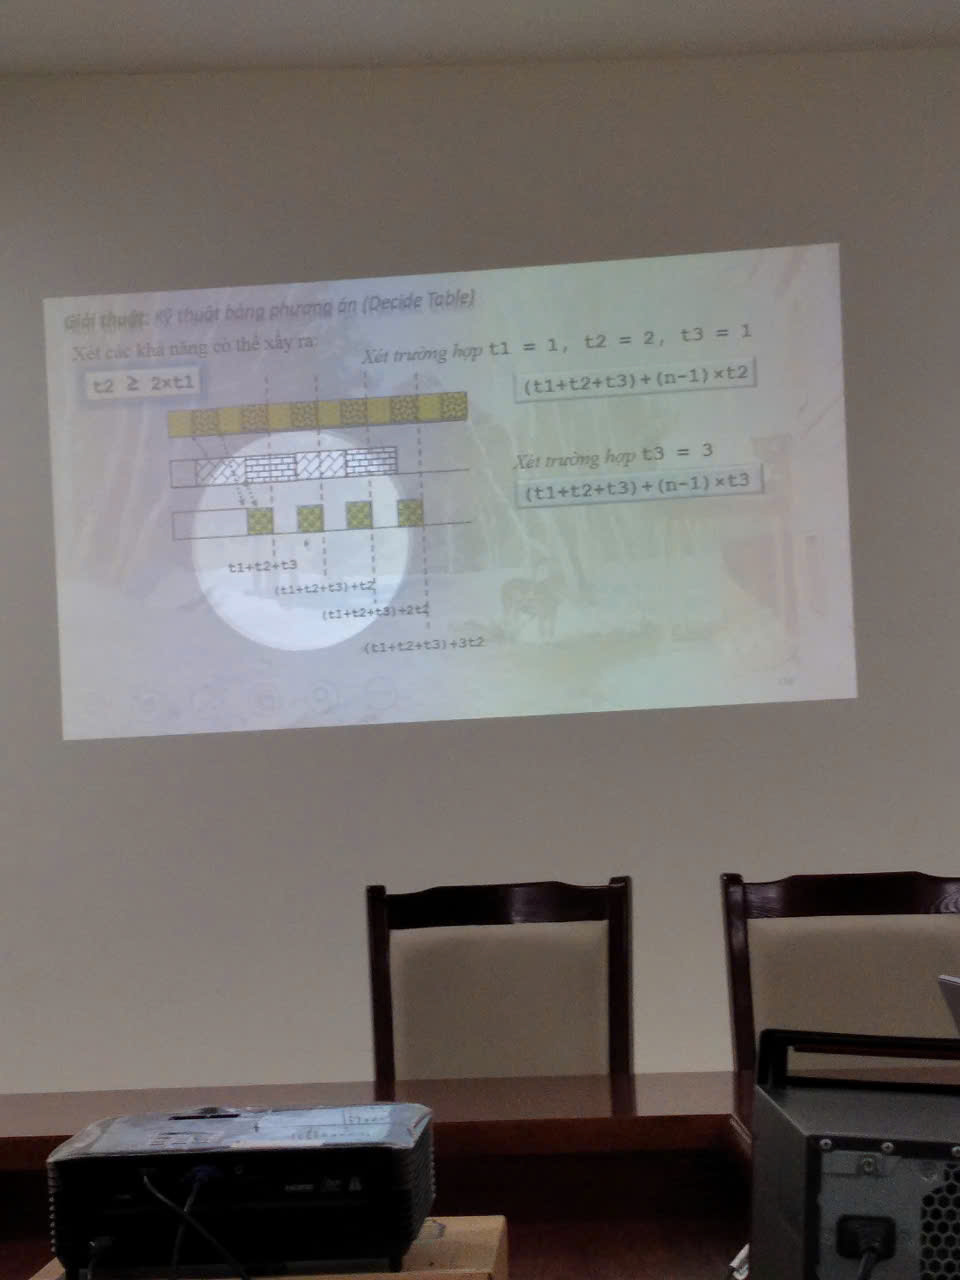 Giải thuật: Kỹ thuật bảng phương án (Decide Table)
Xét các khả năng có thể xảy ra:
t2 ≥ 2×t1
Xét trường hợp t1 = 1, t2 = 2, t3 = 1
(t1+t2+t3)+(n-1)×t2
Xét trường hợp t3 = 3
(t1+t2+t3)+(n-1)×t3
t1+t2+t3
(t1+t2+t3)+t2
(t1+t2+t3)+2t2
(t1+t2+t3)+3t2